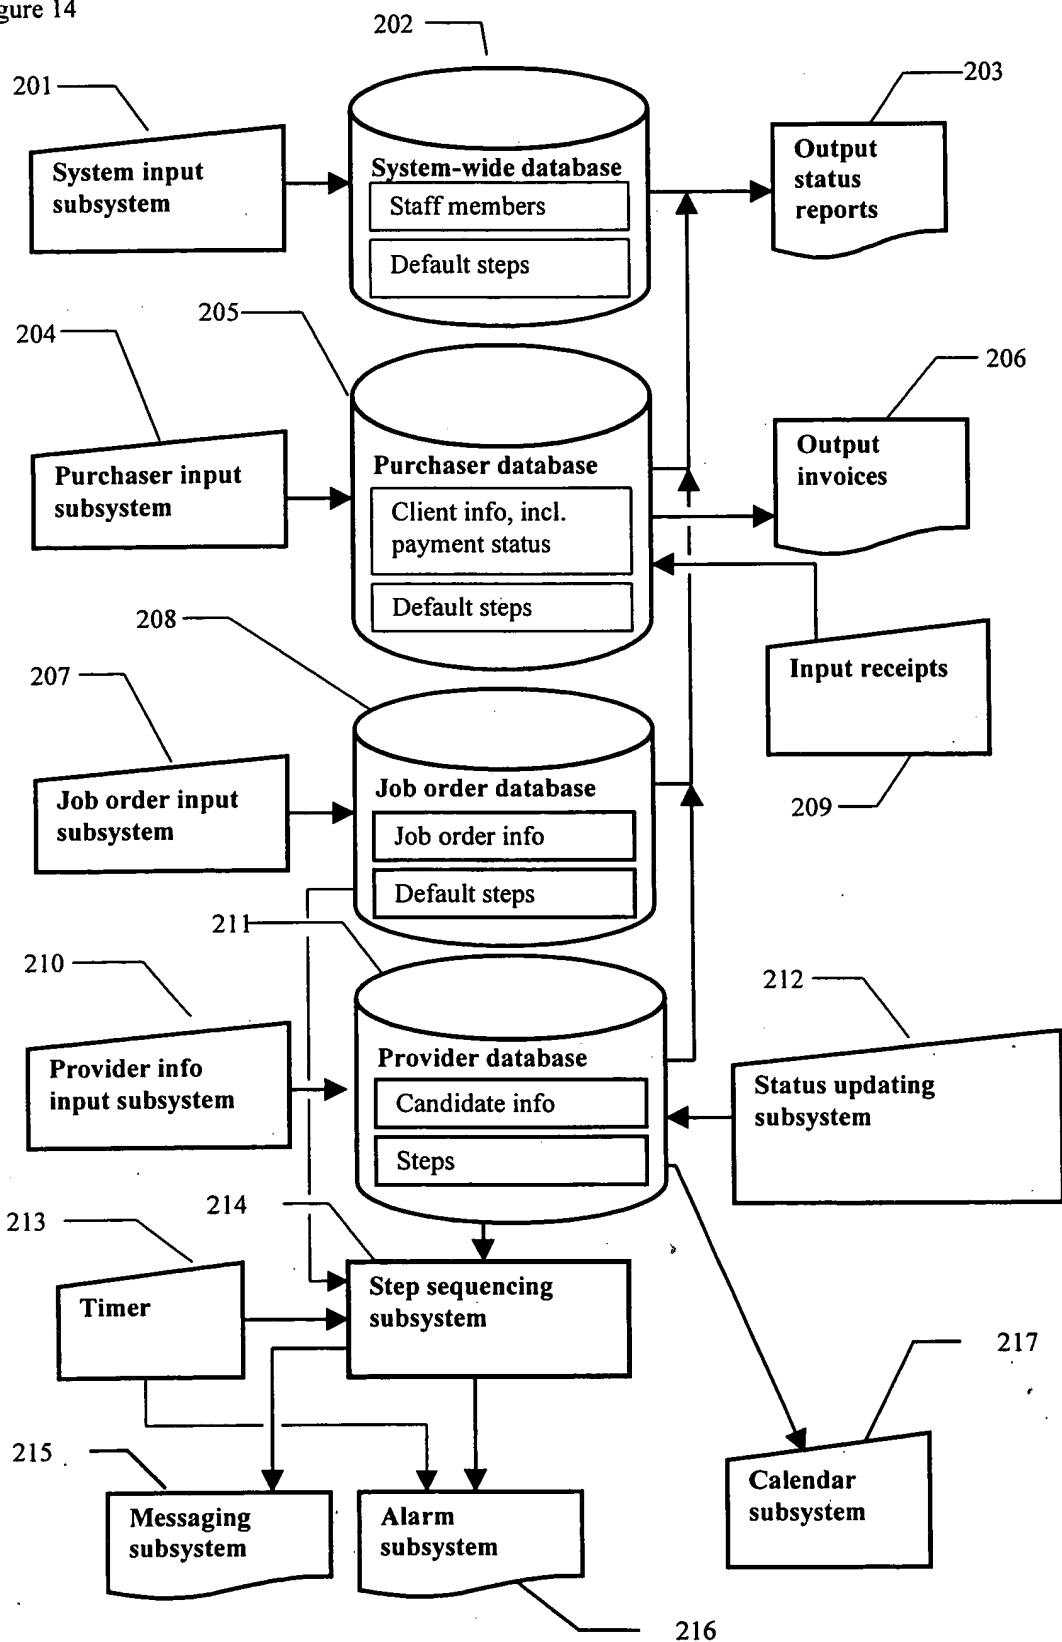 gure 14
202
201
203
System input
subsystem
System-wide database
Staff members
Default steps
Output
status
reports
205
204
206
Purchaser input
subsystem
Purchaser database
Client info, incl.
payment status
Default steps
Output
invoices
208
207
Input receipts
209
Job order input
subsystem
Job order database
Job order info
Default steps
211
210
212
Provider info
input subsystem
Provider database
Candidate info
Steps
Status updating
subsystem
214
213
Timer
Step sequencing
subsystem
217
215
Messaging
subsystem
Alarm
subsystem
Calendar
subsystem
216